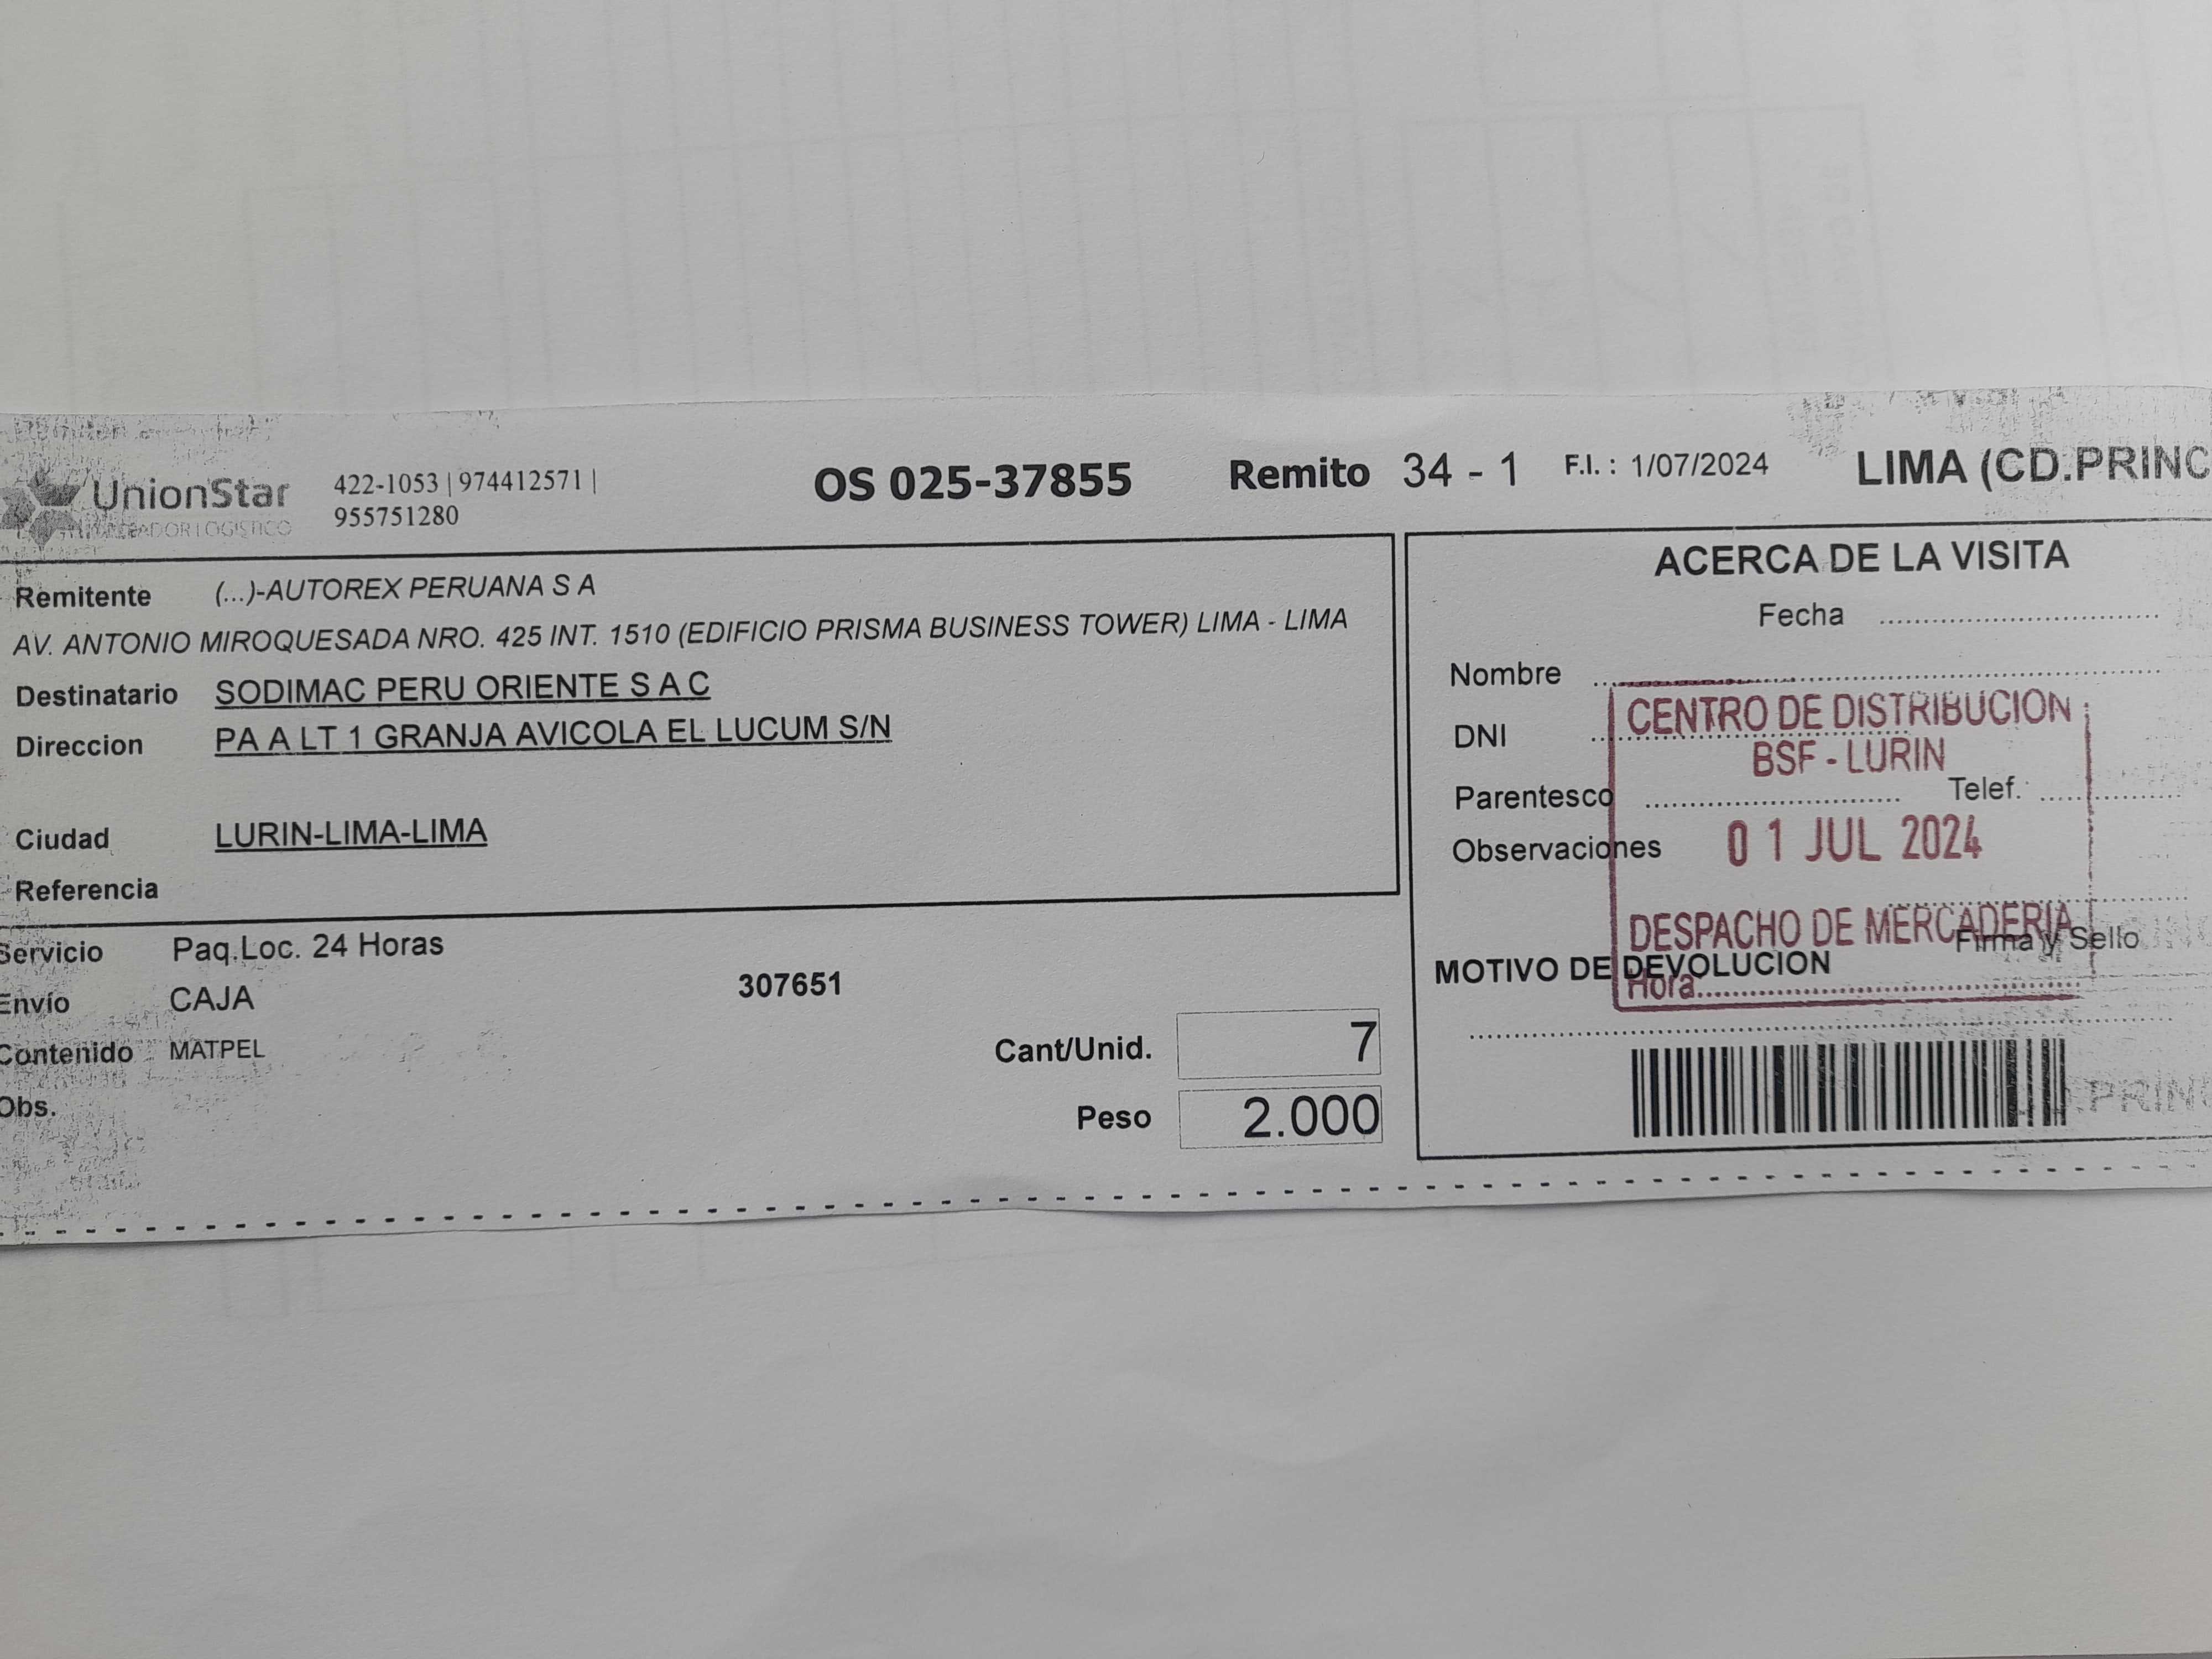 UnionStar
OPERADOR LOGISTICO
422-1053 | 974412571 |
955751280
OS 025-37855
Remito 34 - 1
F.I. : 1/07/2024
LIMA (CD.PRINC
Remitente (...)-AUTOREX PERUANA S A
AV. ANTONIO MIROQUESADA NRO. 425 INT. 1510 (EDIFICIO PRISMA BUSINESS TOWER) LIMA - LIMA
Destinatario SODIMAC PERU ORIENTE S A C
Direccion PA A LT 1 GRANJA AVICOLA EL LUCUM S/N
Ciudad LURIN-LIMA-LIMA
Referencia
Servicio Paq.Loc. 24 Horas
307651
Envío CAJA
Contenido MATPEL
Obs.
Cant/Unid. 7
Peso 2.000
ACERCA DE LA VISITA
Fecha
Nombre
DNI
Parentesco Telef.
Observaciones
Firma y Sello
MOTIVO DE DEVOLUCION
CENTRO DE DISTRIBUCION
BSF - LURIN
01 JUL 2024
DESPACHO DE MERCADERIA
Hora